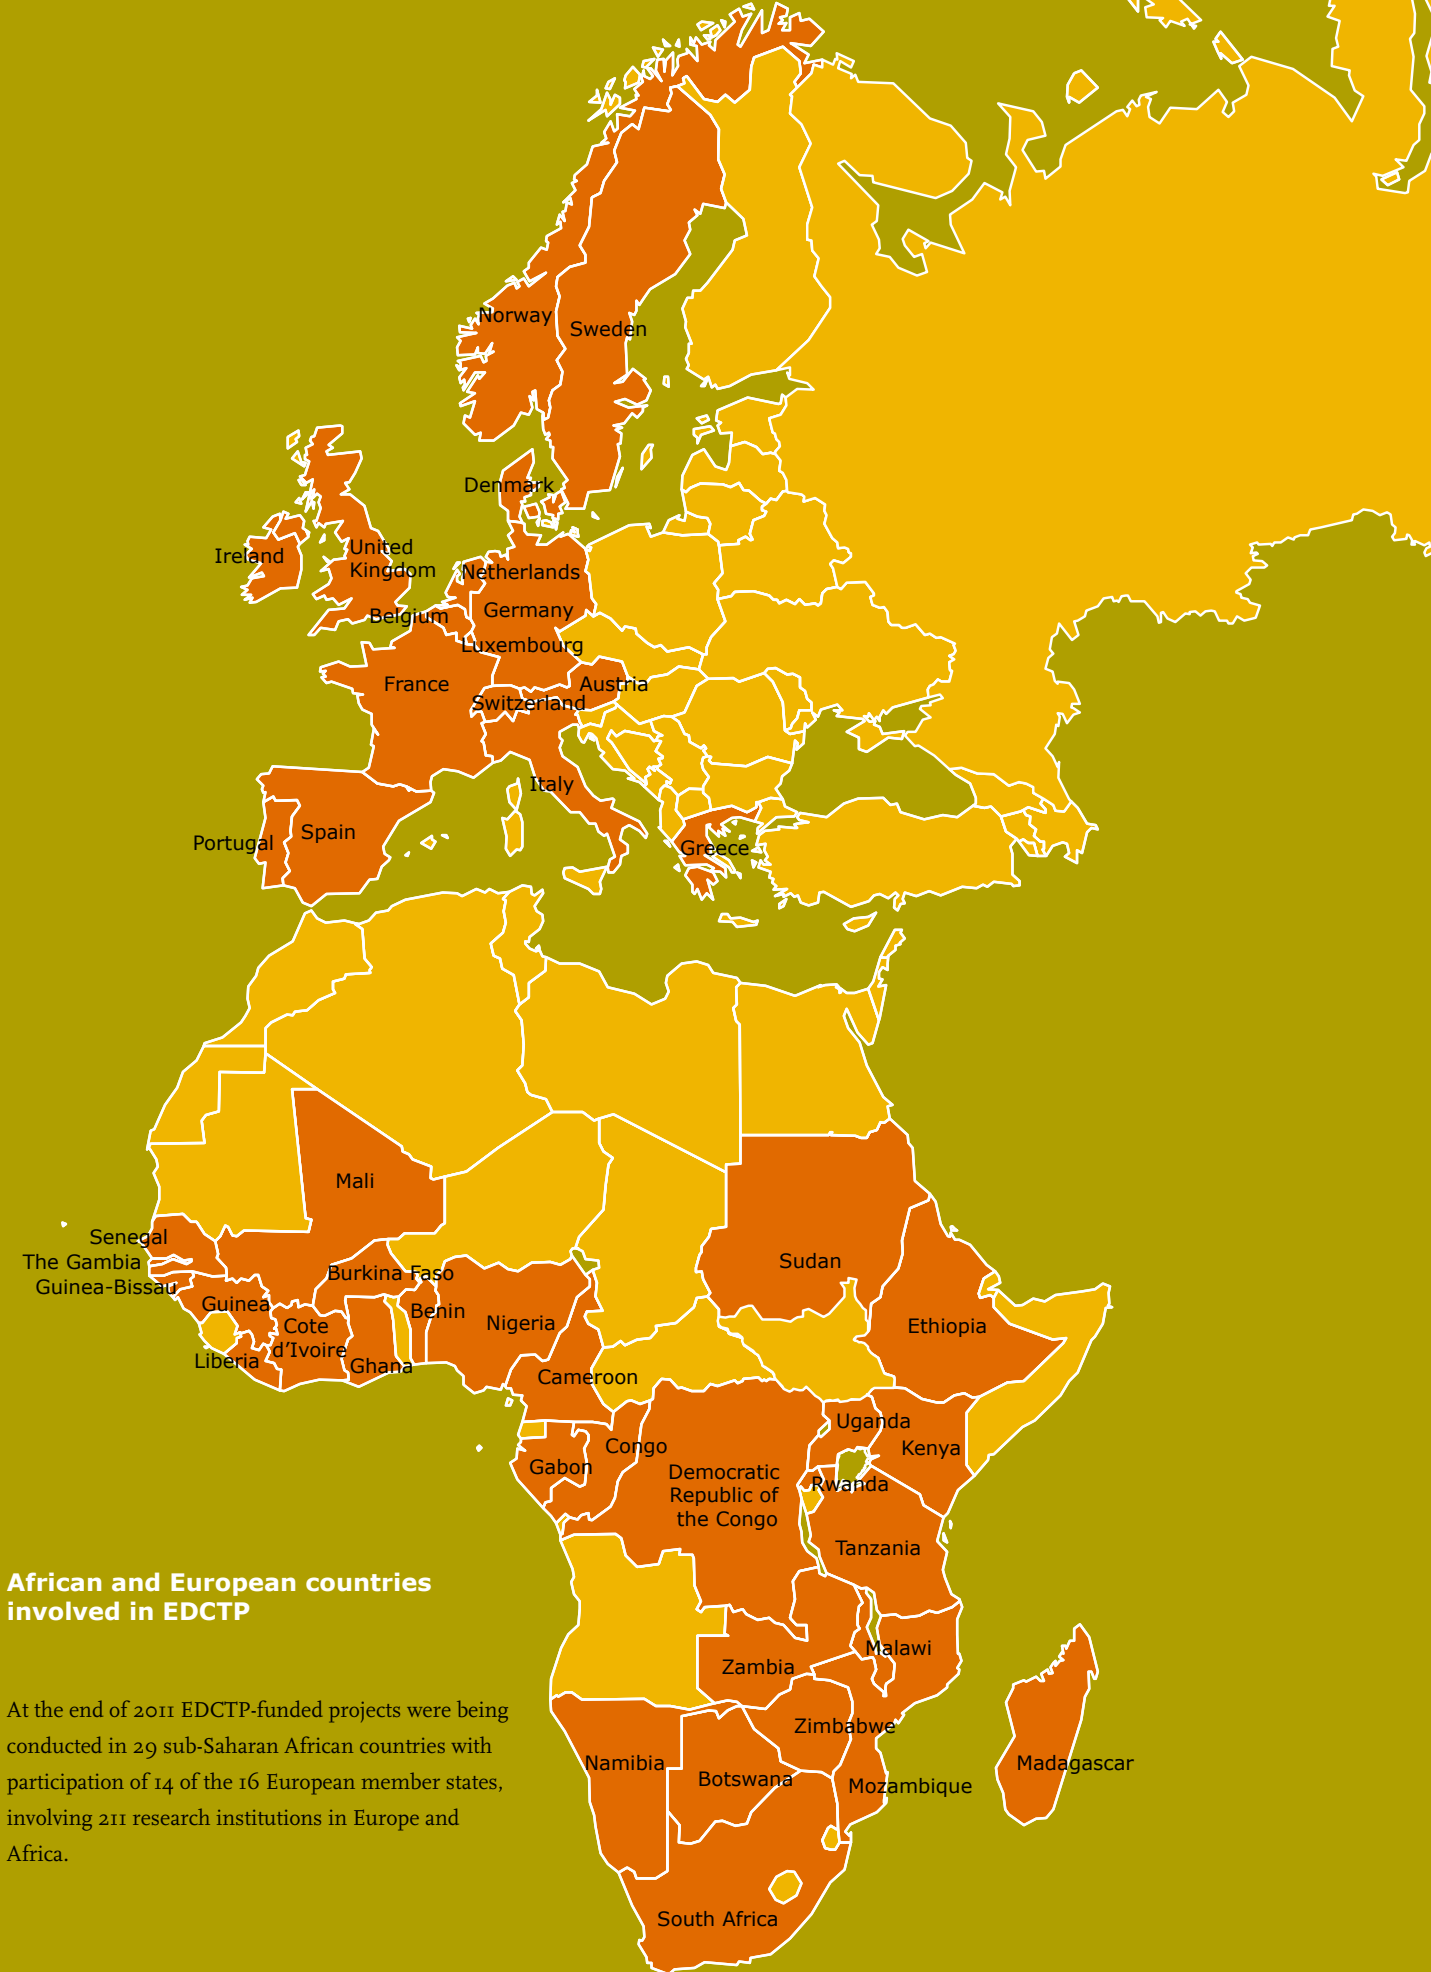 Norway
Sweden
Denmark
Ireland
United
Kingdom
Netherlands
Belgium
Germany
Luxembourg
France
Austria
Switzerland
Italy
Portugal
Spain
Greece
Mali
Senegal
The Gambia
Guinea-Bissau
Burkina Faso
Sudan
Guinea
Benin
Nigeria
Cote
d’Ivoire
Ethiopia
Liberia
Ghana
Cameroon
Uganda
Congo
Kenya
Gabon
Democratic
Republic of
the Congo
Rwanda
Tanzania
African and European countries
involved in EDCTP
Malawi
Zambia
At the end of 2011 EDCTP-funded projects were being
conducted in 29 sub-Saharan African countries with
participation of 14 of the 16 European member states,
involving 211 research institutions in Europe and
Africa.
Zimbabwe
Namibia
Botswana
Mozambique
Madagascar
South Africa